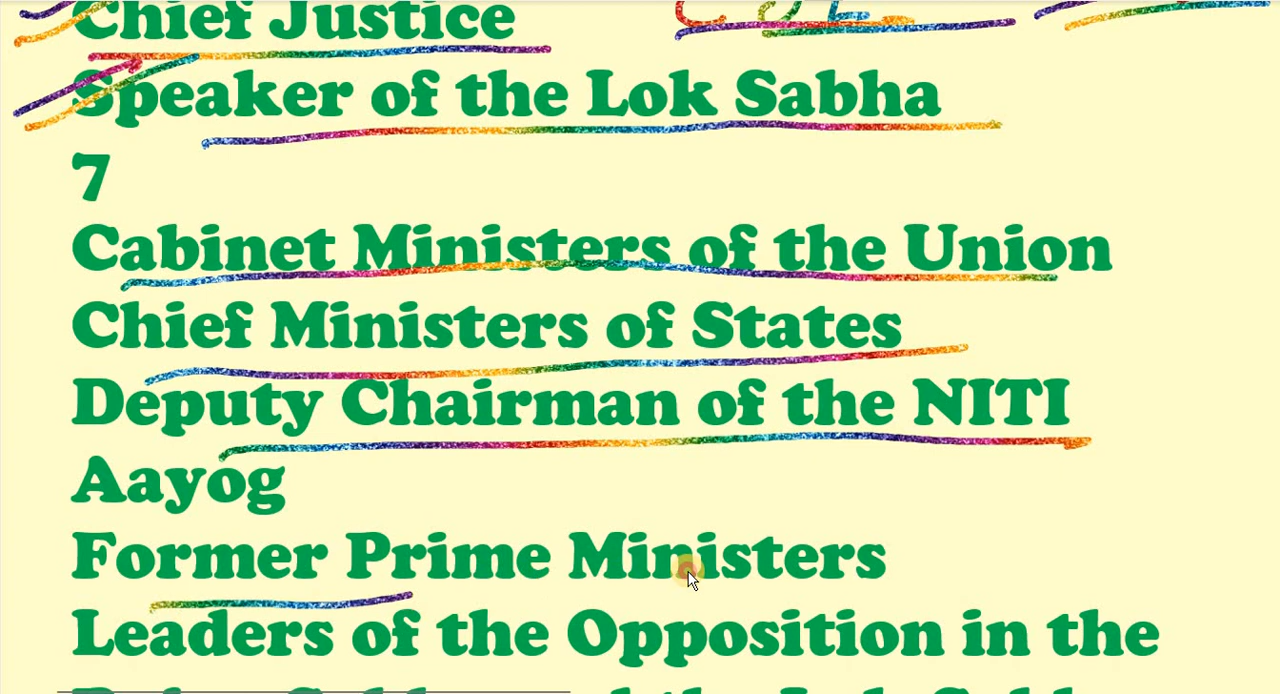 Chief Justice
Speaker of the Lok Sabha
7
Cabinet Ministers of the Union
Chief Ministers of States
Deputy Chairman of the NITI
Aayog
Former Prime Ministers
Leaders of the Opposition in the